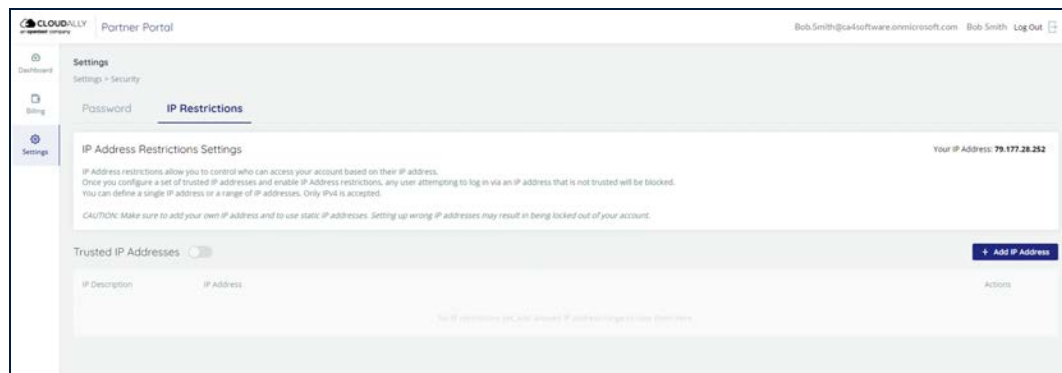 CLOUDALLY
an opentext company
Partner Portal
Bob.Smith@ca4software.onmicrosoft.com Bob Smith Log Out
Dashboard
Billing
Settings
Settings
Settings > Security
Password IP Restrictions
IP Address Restrictions Settings
Your IP Address: 79.177.28.252
IP Address restrictions allow you to control who can access your account based on their IP address.
Once you configure a set of trusted IP addresses and enable IP Address restrictions, any user attempting to log in via an IP address that is not trusted will be blocked.
You can define a single IP address or a range of IP addresses. Only IPv4 is accepted.
CAUTION: Make sure to add your own IP address and to use static IP addresses. Setting up wrong IP addresses may result in being locked out of your account.
Trusted IP Addresses
+ Add IP Address
IP Description IP Address Actions